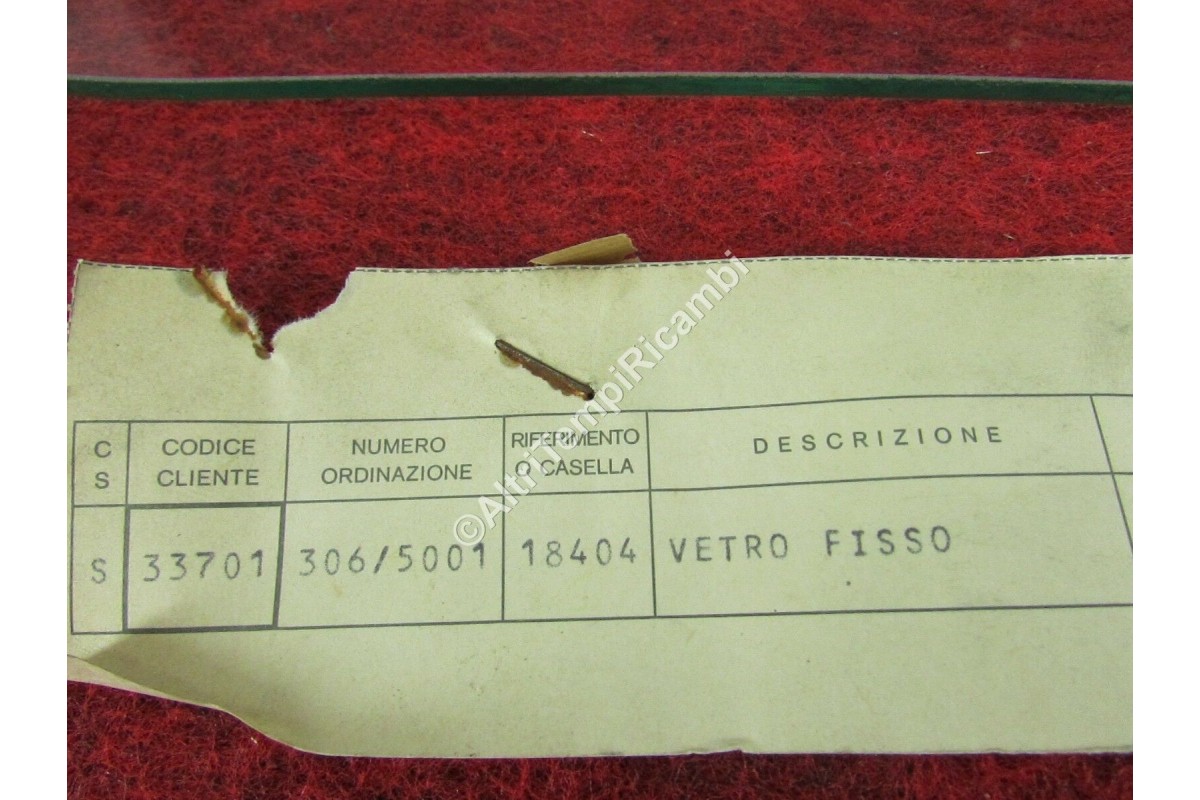 C S
CODICE CLIENTE
NUMERO ORDINAZIONE
RIFERIMENTO O CASELLA
DESCRIZIONE
S 33701 306/5001 18404 VETRO FISSO
©AltriTempiRicambi